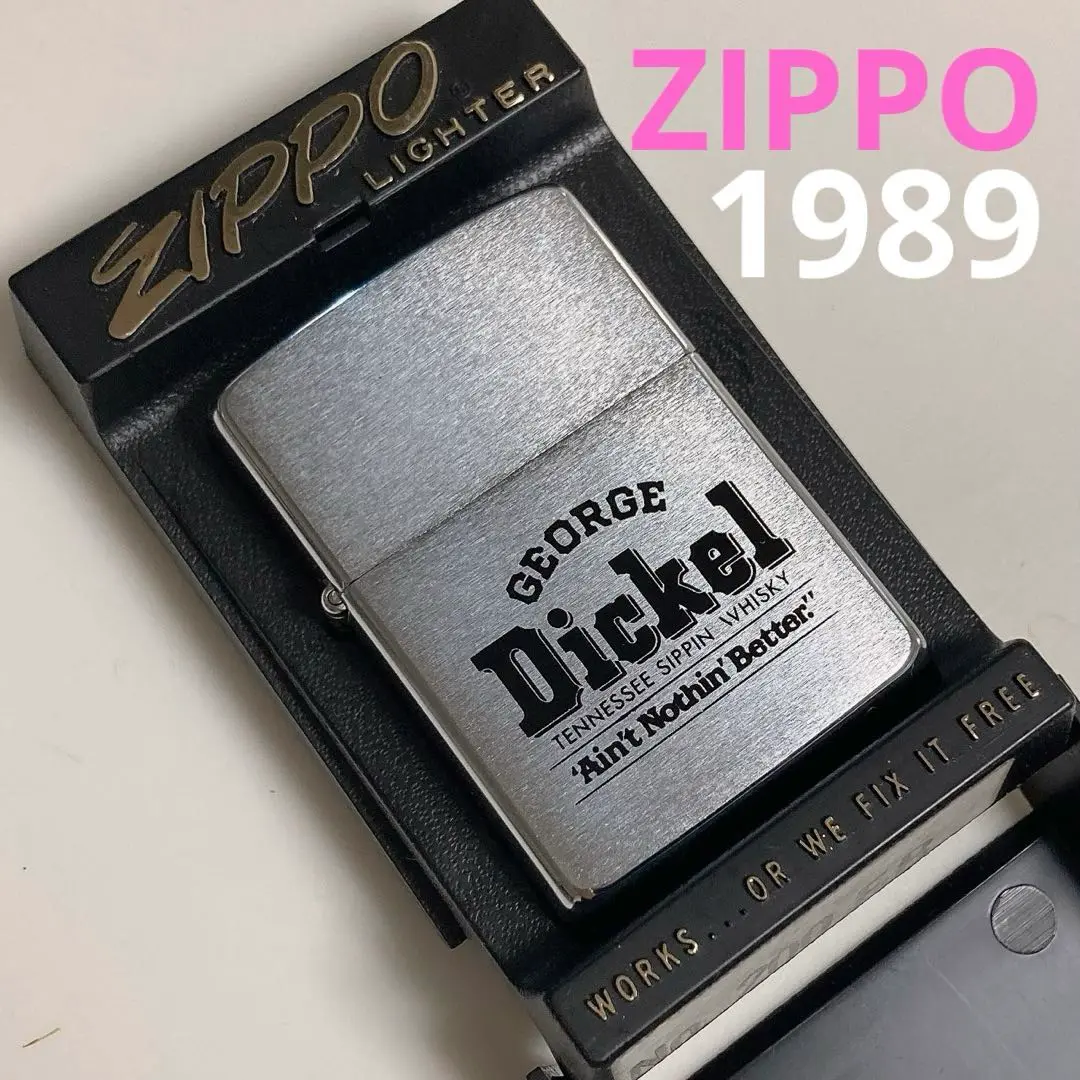 ZIPPO
1989
ZIPPO
LIGHTER
GEORGE
Dickel
TENNESSEE SIPPIN WHISKY
"Ain't Nothin' Better."
WORKS...OR WE FIX IT FREE